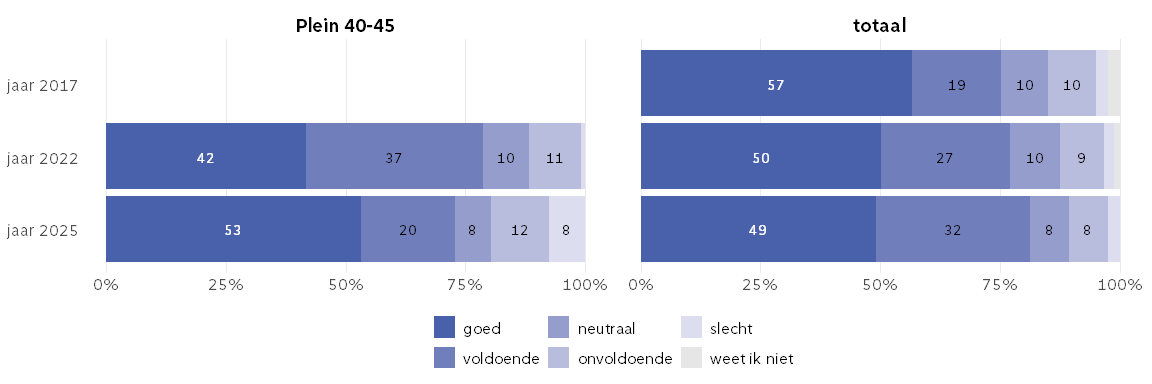 Plein 40-45
totaal
jaar 2017
57 19 10 10
jaar 2022
42 37 10 11
50 27 10 9
jaar 2025
53 20 8 12 8
49 32 8 8
0% 25% 50% 75% 100%
0% 25% 50% 75% 100%
goed neutraal slecht
voldoende onvoldoende weet ik niet